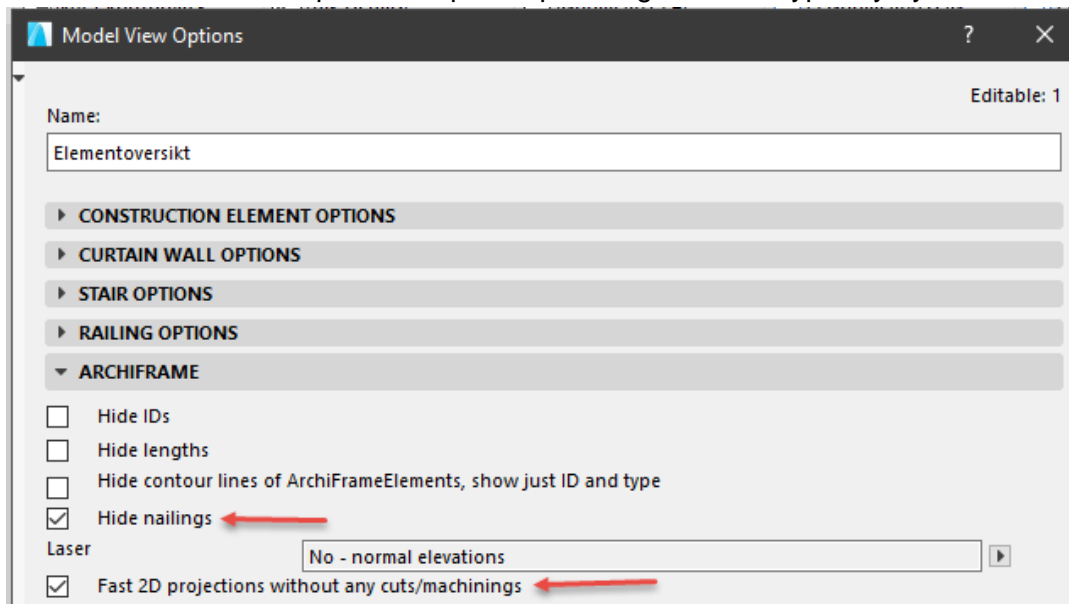 Model View Options ?
Editable: 1
Name:
Elementoversikt
CONSTRUCTION ELEMENT OPTIONS
CURTAIN WALL OPTIONS
STAIR OPTIONS
RAILING OPTIONS
ARCHIFRAME
Hide IDs
Hide lengths
Hide contour lines of ArchiFrameElements, show just ID and type
Hide nailings
Laser No - normal elevations
Fast 2D projections without any cuts/machinings